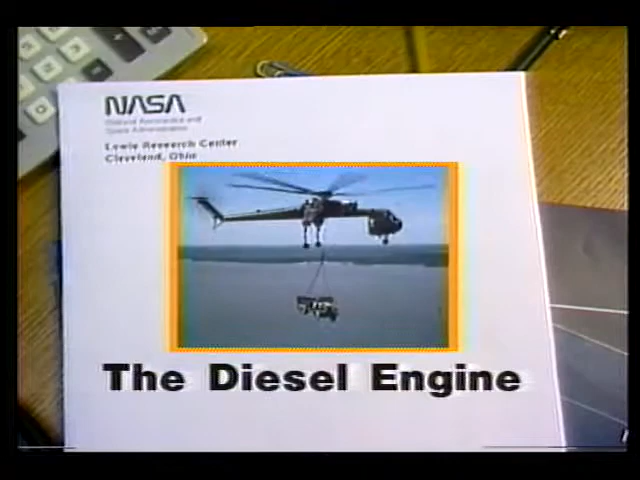 NASA
National Aeronautics and
Space Administration
Lewis Research Center
Cleveland, Ohio
The Diesel Engine